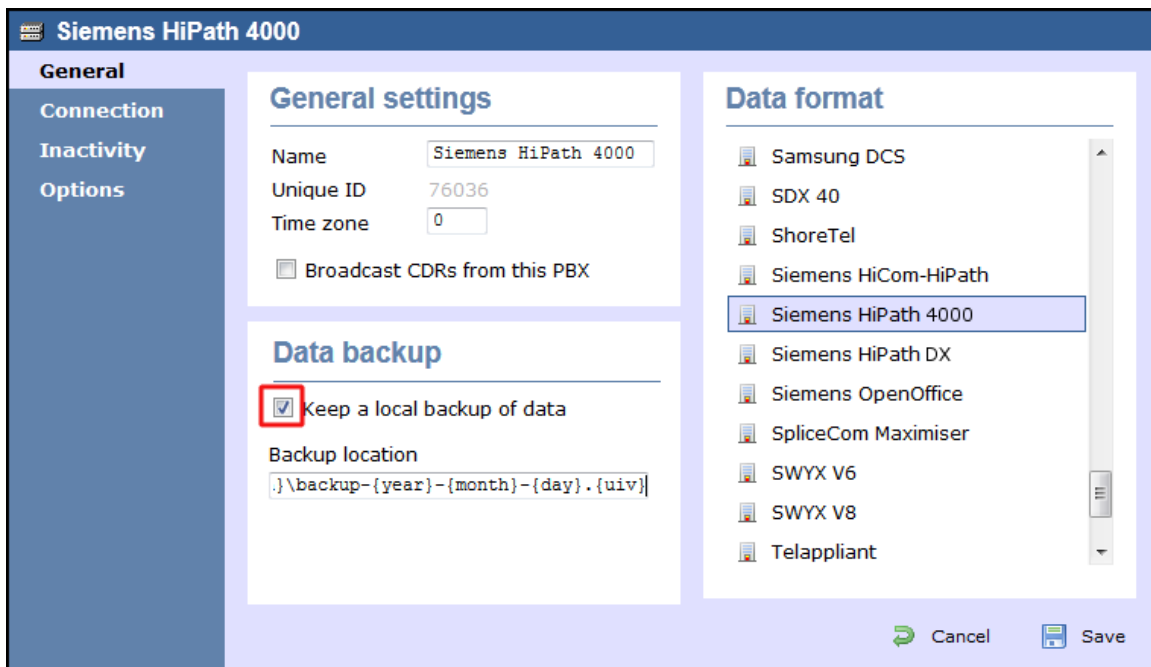 Siemens HiPath 4000
General
Connection
Inactivity
Options
General settings
Name Siemens HiPath 4000
Unique ID 76036
Time zone 0
Broadcast CDRs from this PBX
Data backup
Keep a local backup of data
Backup location
.}\backup-{year}-{month}-{day}.{uiv}
Data format
Samsung DCS
SDX 40
ShoreTel
Siemens HiCom-HiPath
Siemens HiPath 4000
Siemens HiPath DX
Siemens OpenOffice
SpliceCom Maximiser
SWYX V6
SWYX V8
Telappliant
Cancel Save